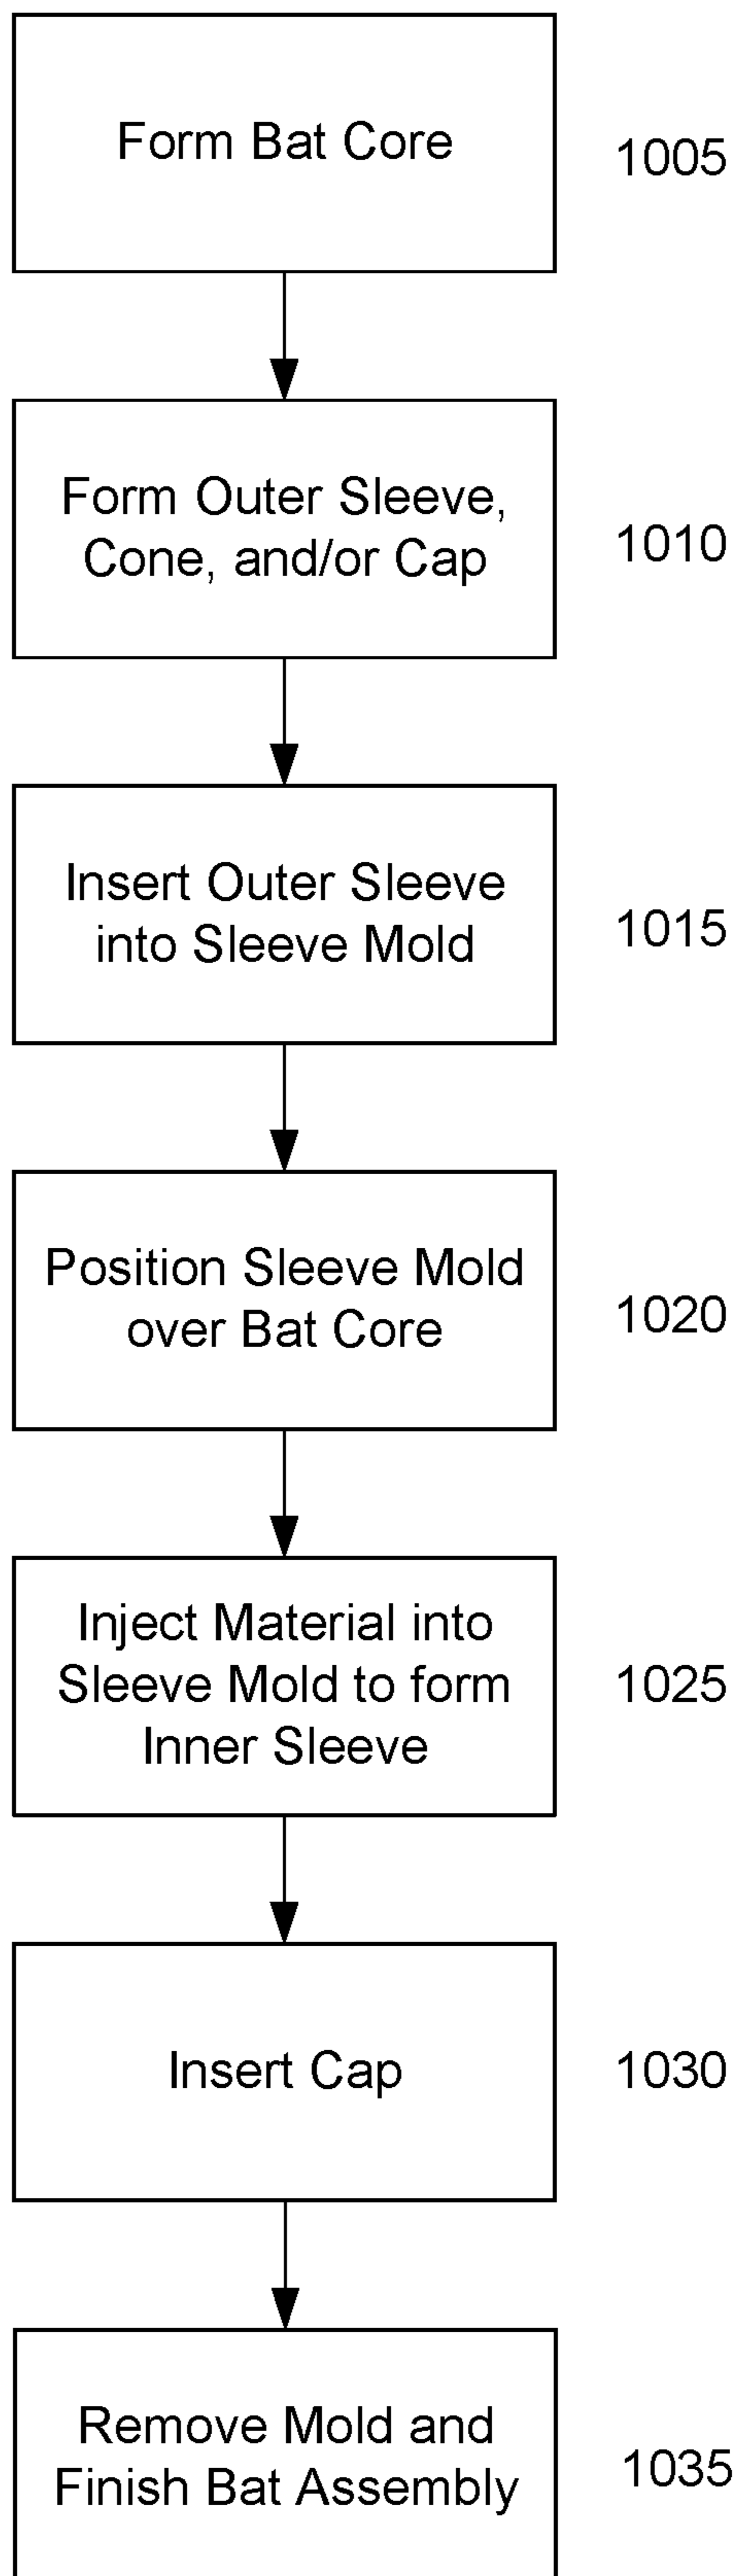 Form Bat Core
1005
Form Outer Sleeve,
Cone, and/or Cap
1010
Insert Outer Sleeve
into Sleeve Mold
1015
Position Sleeve Mold
over Bat Core
1020
Inject Material into
Sleeve Mold to form
Inner Sleeve
1025
Insert Cap
1030
Remove Mold and
Finish Bat Assembly
1035